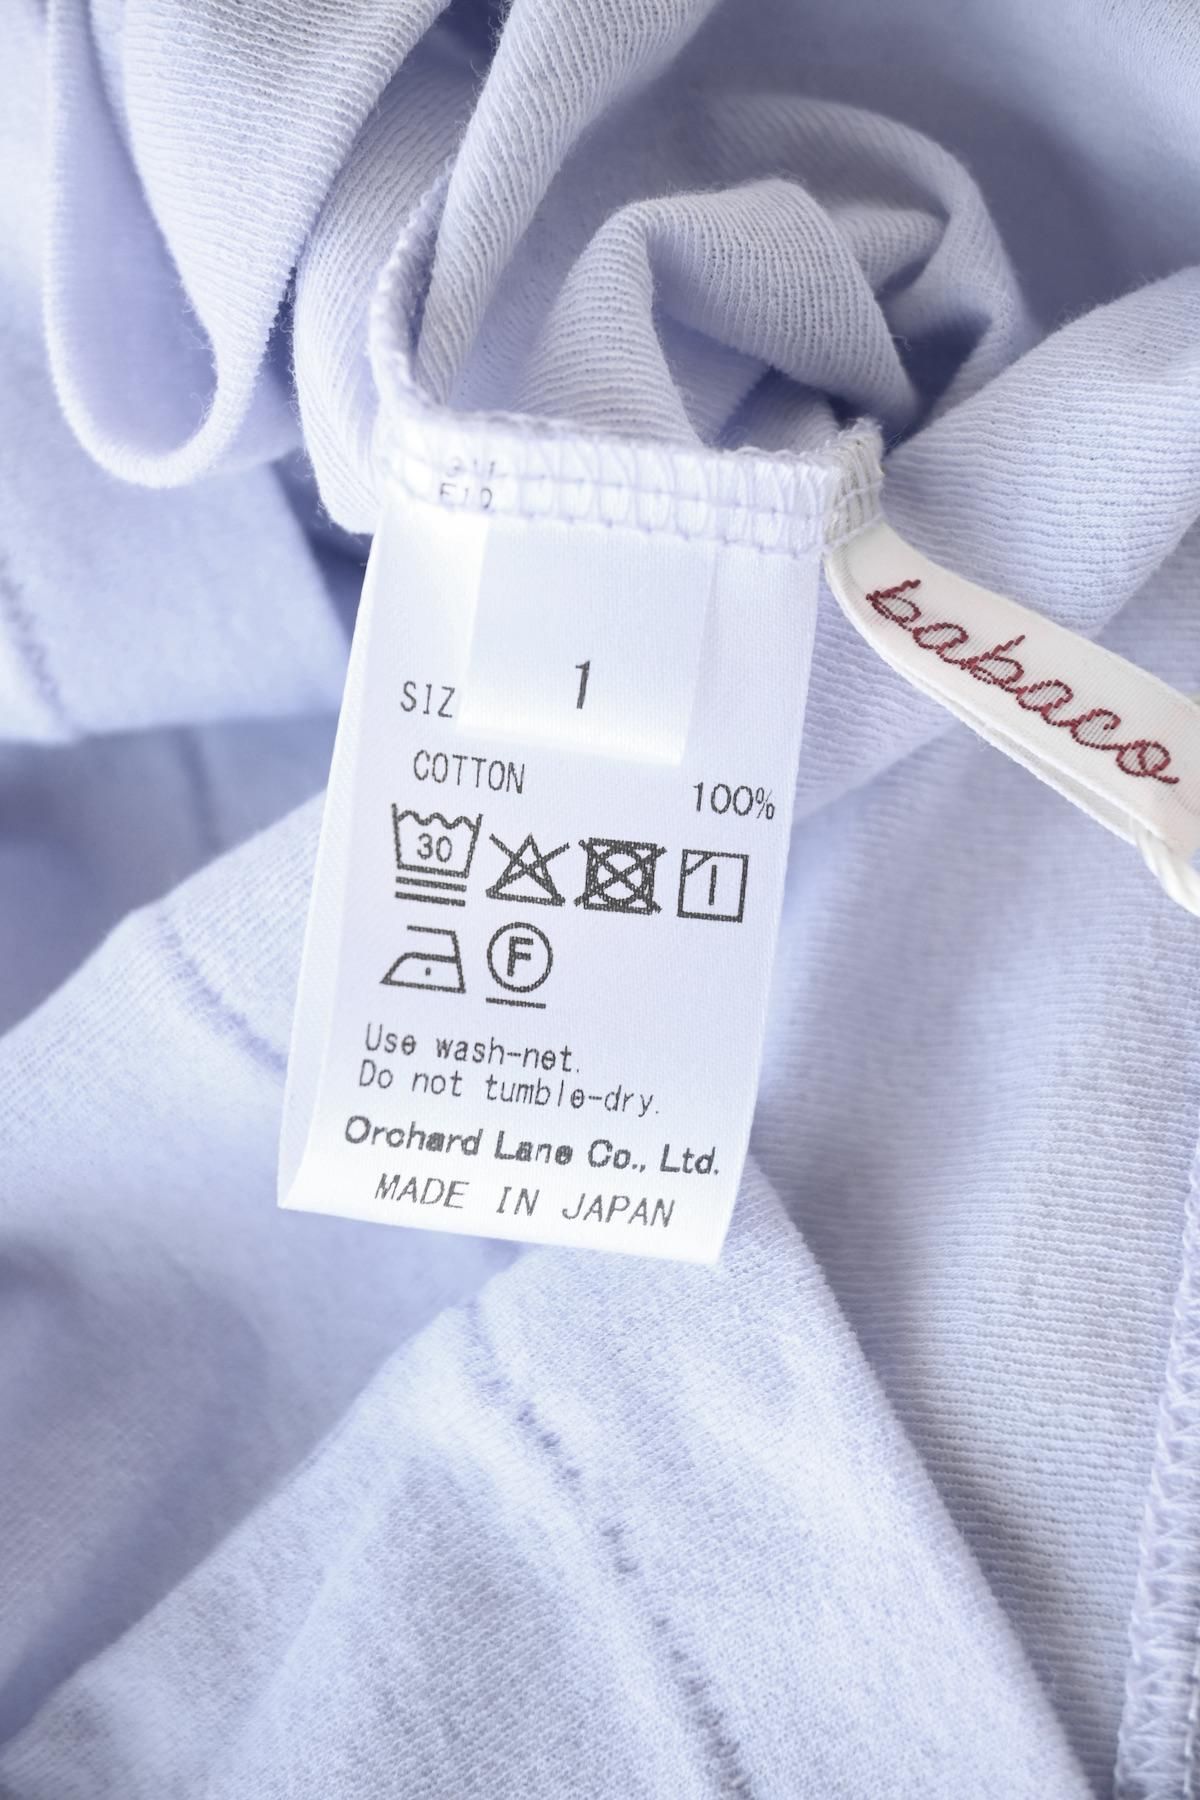 1
SIZ
COTTON 100%
30
F
Use wash-net.
Do not tumble-dry.
Orchard Lane Co., Ltd.
MADE IN JAPAN
babaco